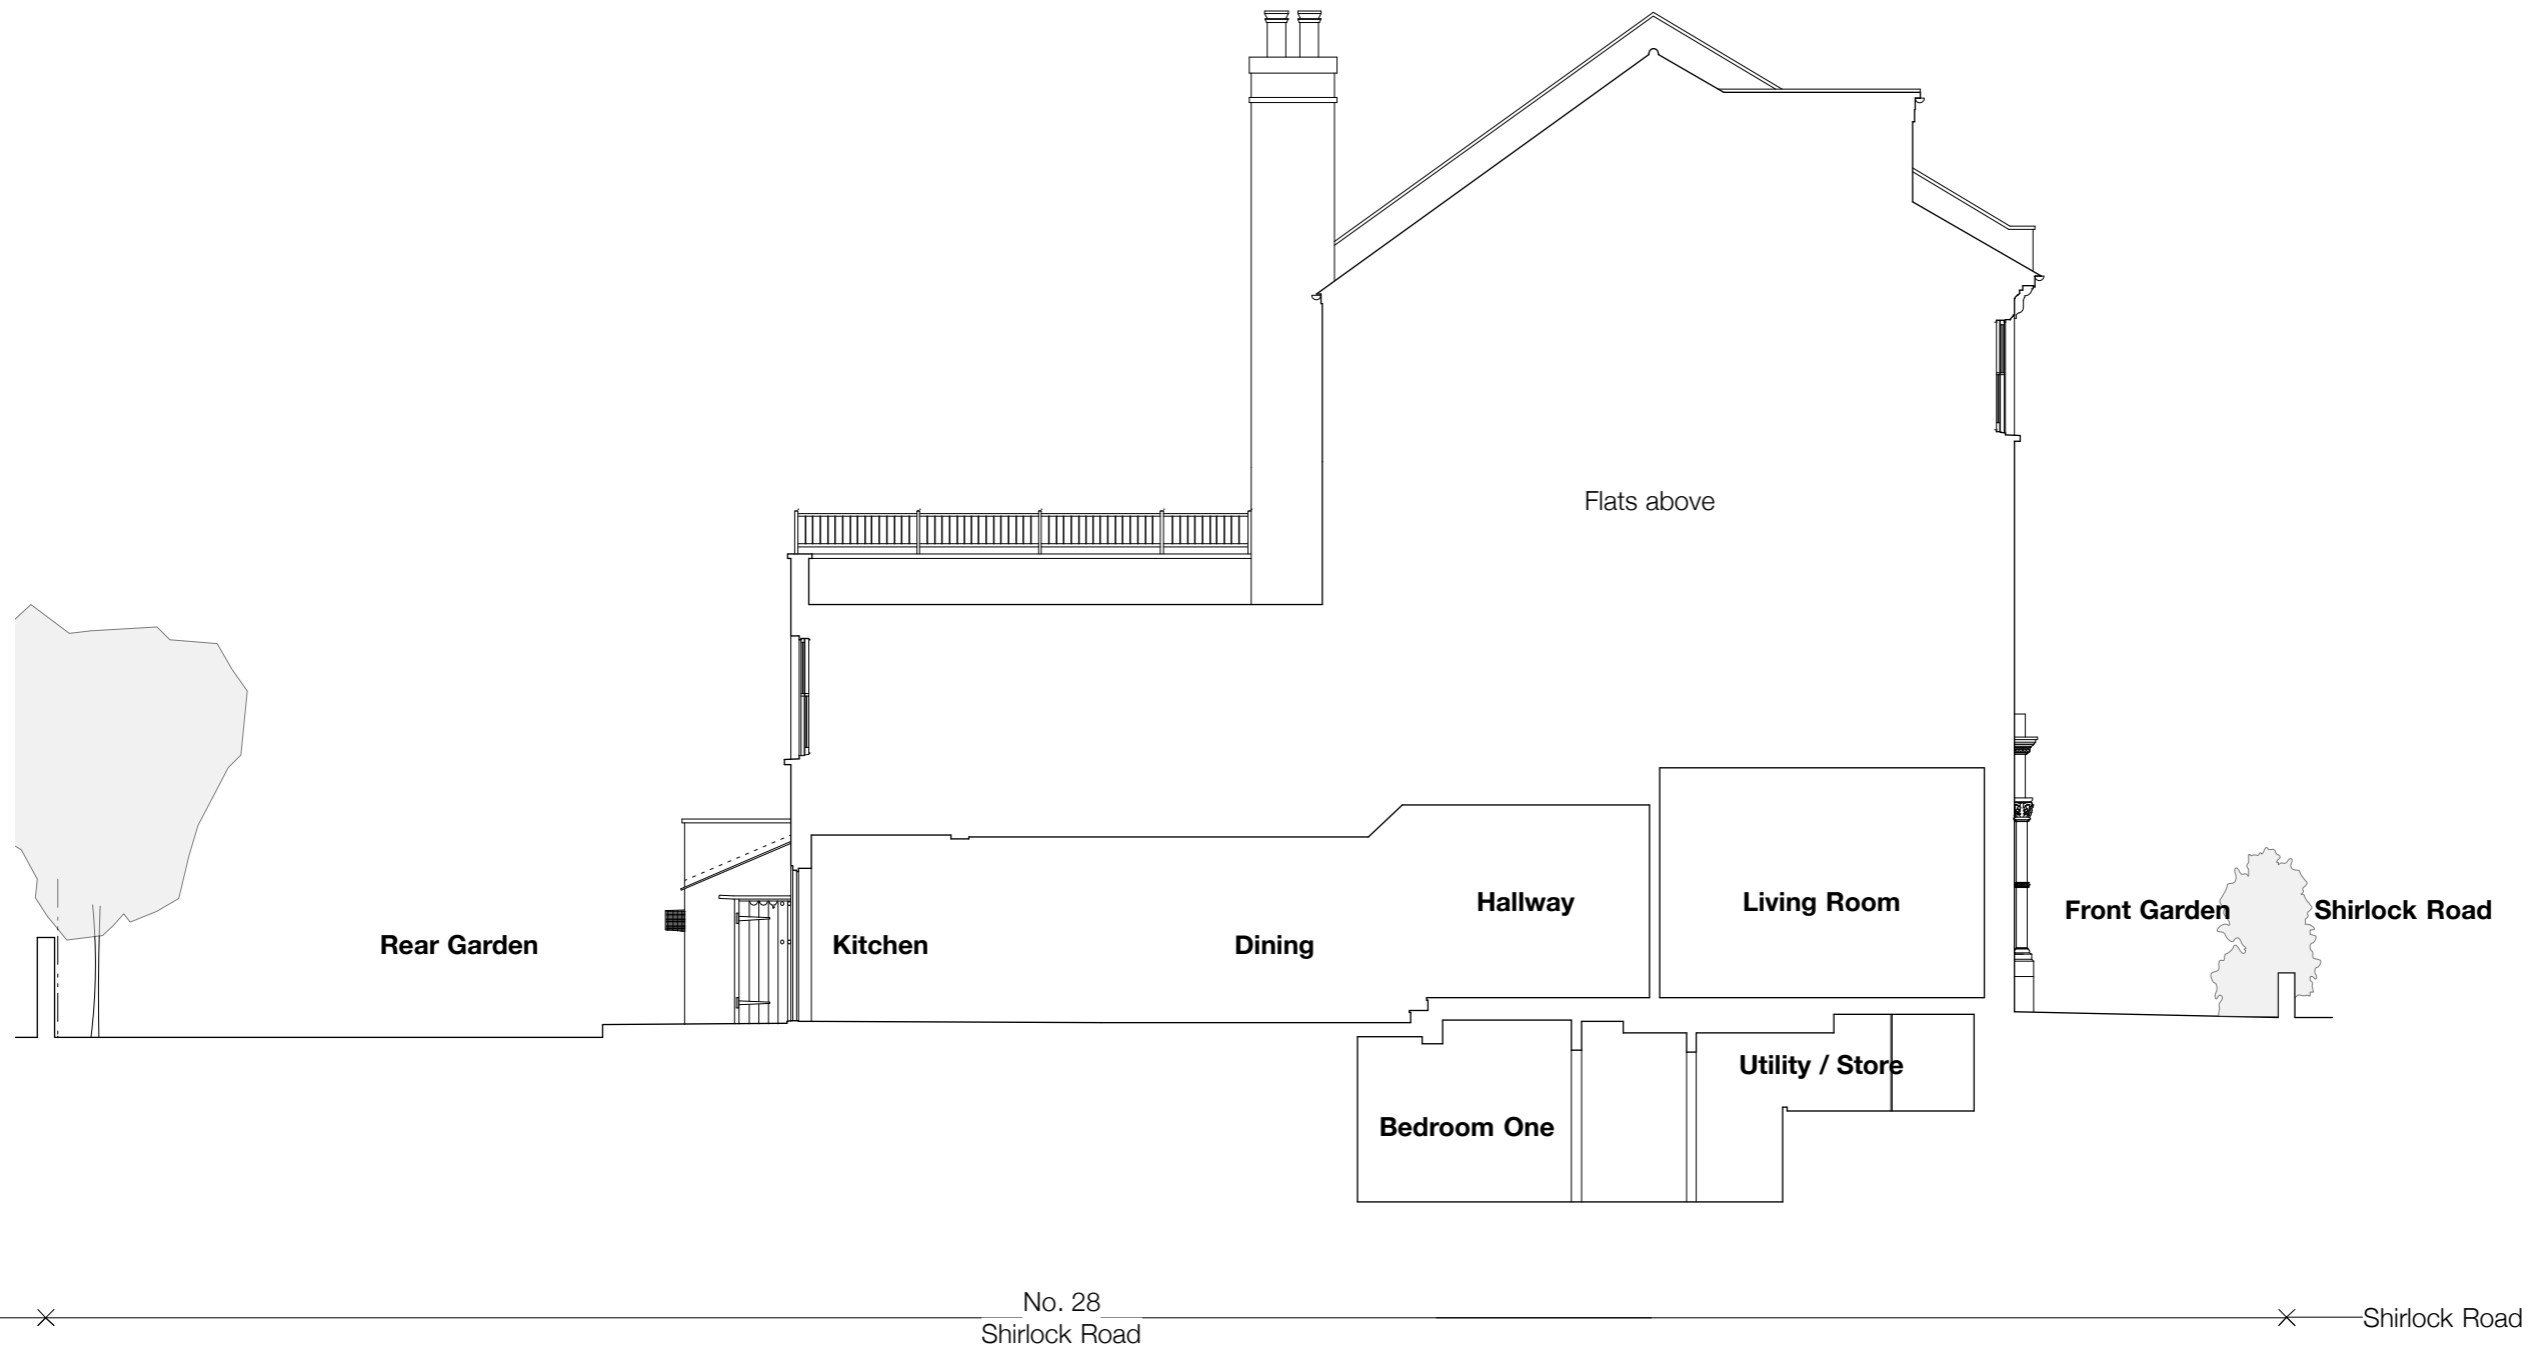 Flats above
Hallway
Living Room
Front Garden
Shirlock Road
Rear Garden
Kitchen
Dining
Utility / Store
Bedroom One
No. 28
Shirlock Road
Shirlock Road